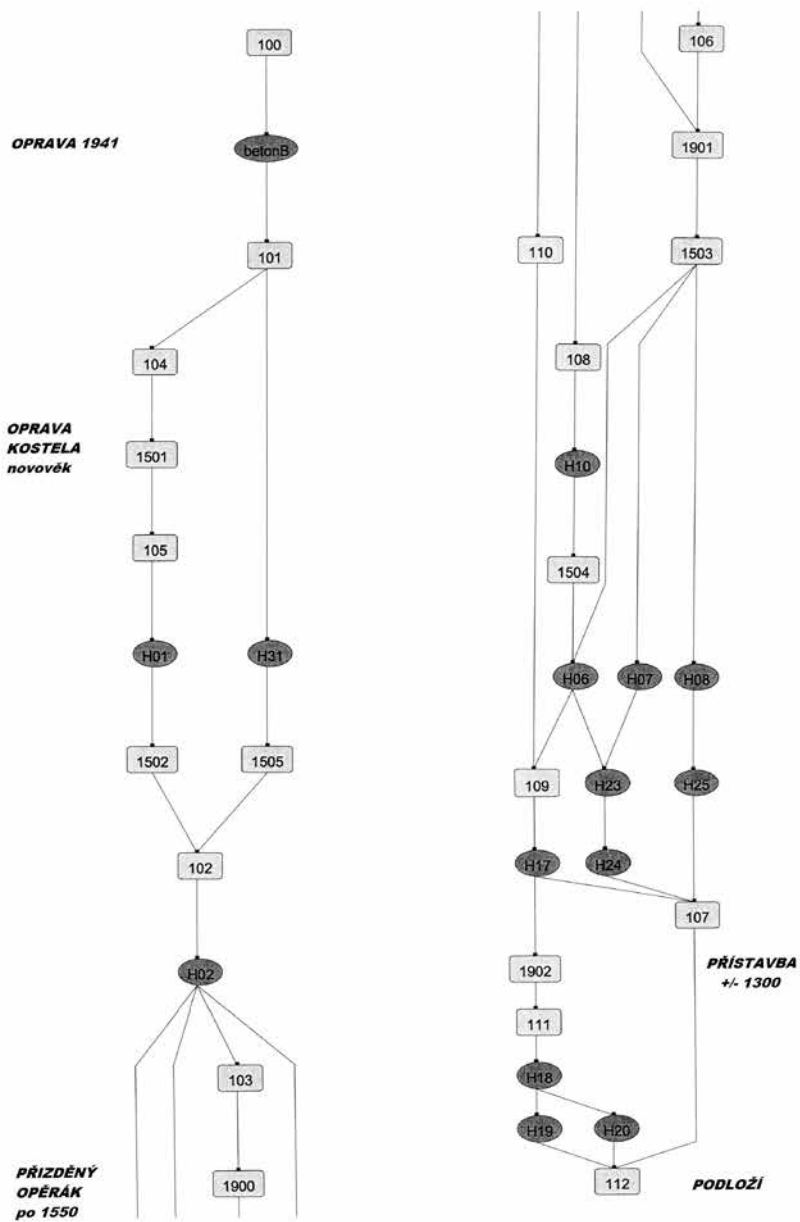 100
OPRAVA 1941
betonB
101
104
OPRAVA
KOSTELA
novověk
1501
105
H01
H31
1502
1505
102
H02
103
PŘIZDĚNÝ
OPĚRÁK
po 1550
1900
106
1901
110
1503
108
H10
1504
H06
H07
H08
109
H23
H25
H17
H24
107
1902
PŘÍSTAVBA
+/- 1300
111
H18
H19
H20
112
PODLOŽÍ